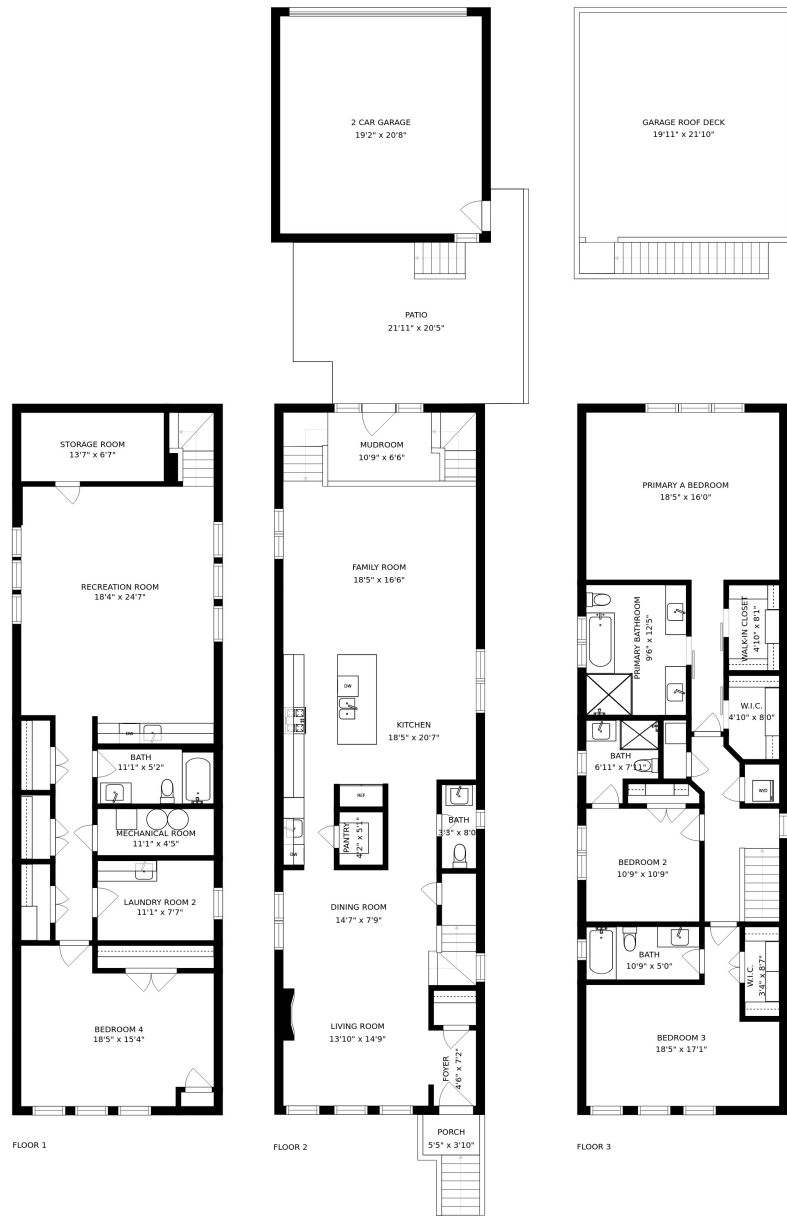 2 CAR GARAGE
19'2" x 20'8"
GARAGE ROOF DECK
19'11" x 21'10"
PATIO
21'11" x 20'5"
STORAGE ROOM
13'7" x 6'7"
RECREATION ROOM
18'4" x 24'7"
DW
BATH
11'1" x 5'2"
MECHANICAL ROOM
11'1" x 4'5"
LAUNDRY ROOM 2
11'1" x 7'7"
BEDROOM 4
18'5" x 15'4"
FLOOR 1
MUDROOM
10'9" x 6'6"
FAMILY ROOM
18'5" x 16'6"
DW
KITCHEN
18'5" x 20'7"
REF
PANTRY
4'2" x 5'1"
BATH
3'3" x 8'0"
DW
DINING ROOM
14'7" x 7'9"
LIVING ROOM
13'10" x 14'9"
FOYER
4'6" x 7'2"
PORCH
5'5" x 3'10"
FLOOR 2
PRIMARY A BEDROOM
18'5" x 16'0"
PRIMARY BATHROOM
9'6" x 12'5"
WALK-IN CLOSET
4'10" x 8'1"
W.I.C.
4'10" x 8'0"
BATH
6'11" x 7'11"
W/D
BEDROOM 2
10'9" x 10'9"
BATH
10'9" x 5'0"
W.I.C.
3'4" x 8'7"
BEDROOM 3
18'5" x 17'1"
FLOOR 3